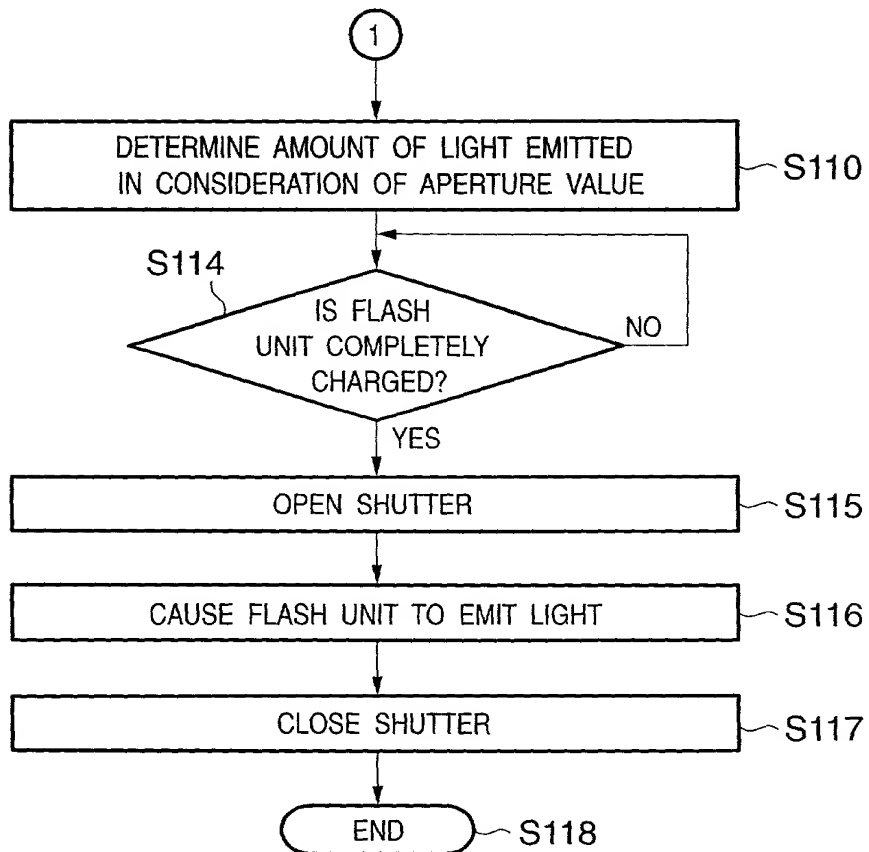 1
DETERMINE AMOUNT OF LIGHT EMITTED
IN CONSIDERATION OF APERTURE VALUE
S110
S114
IS FLASH
UNIT COMPLETELY
CHARGED?
NO
YES
OPEN SHUTTER
S115
CAUSE FLASH UNIT TO EMIT LIGHT
S116
CLOSE SHUTTER
S117
END
S118